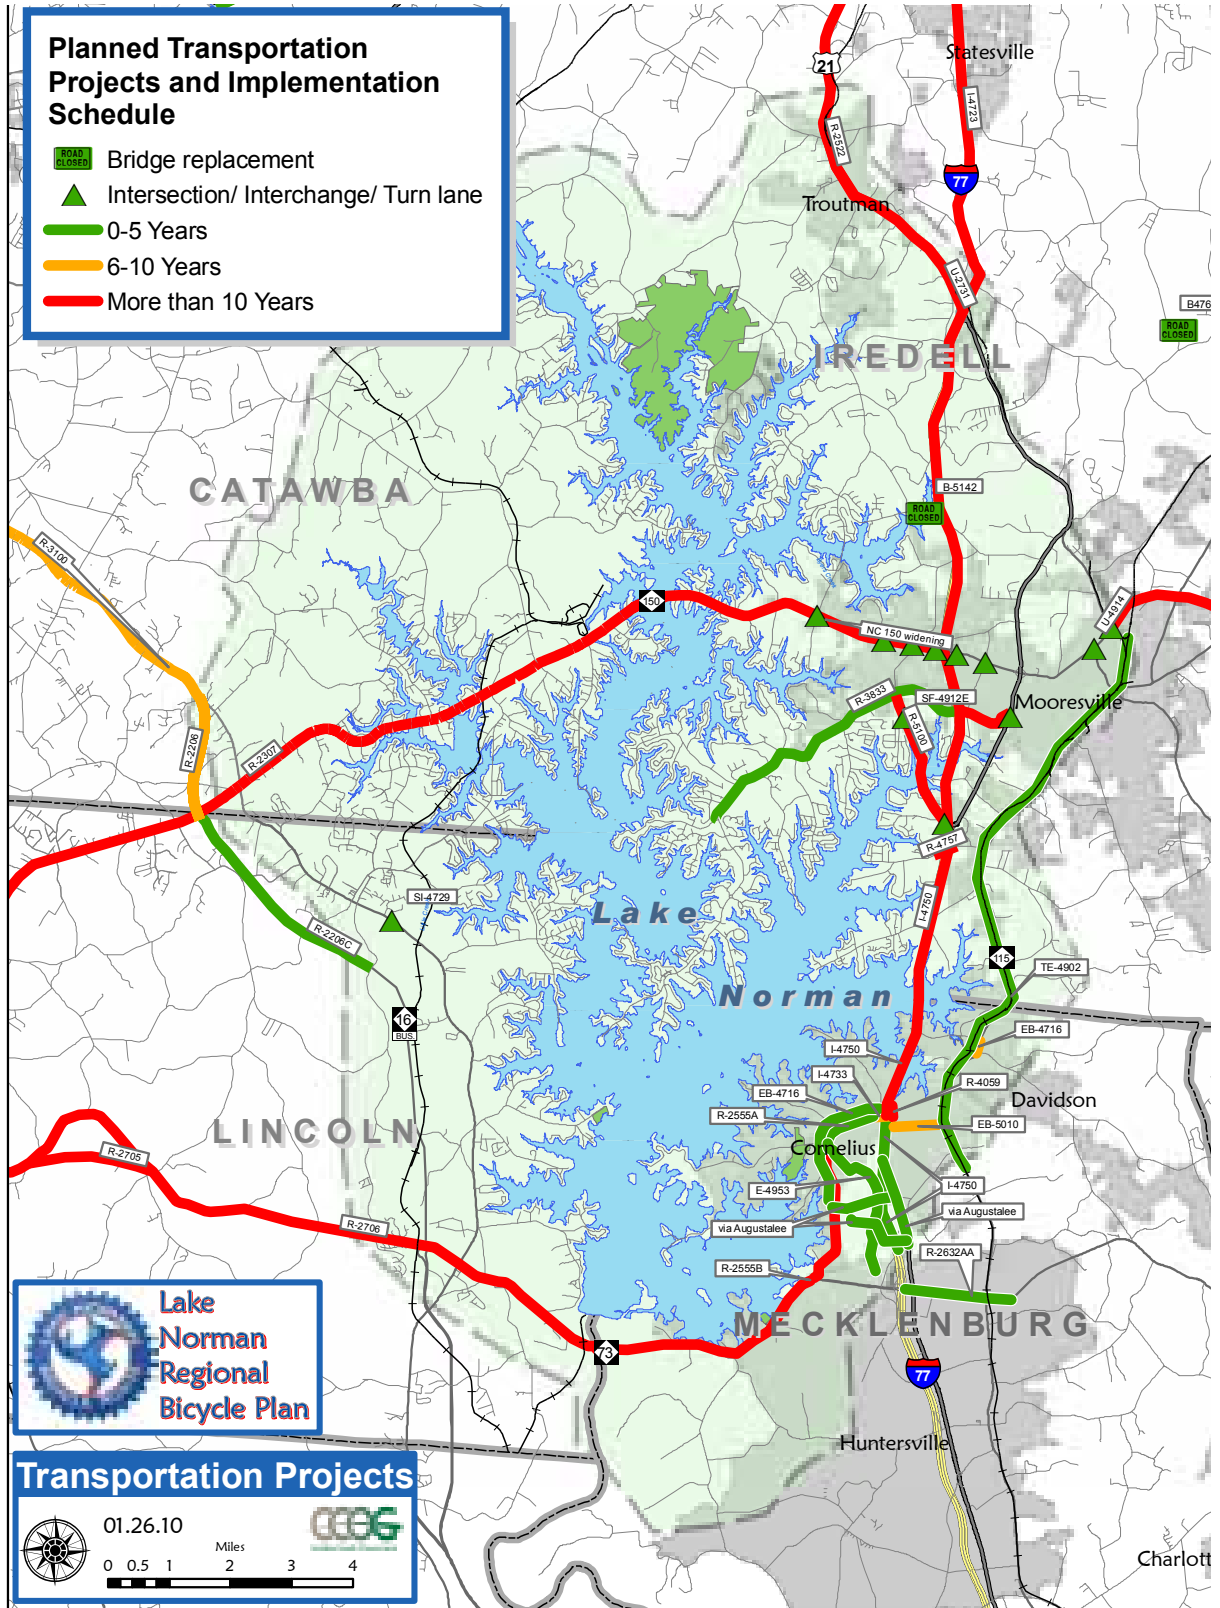 Planned Transportation
Projects and Implementation
Schedule
ROAD
CLOSED
Bridge replacement
Intersection/ Interchange/ Turn lane
0-5 Years
6-10 Years
More than 10 Years
Statesville
21
I-4723
R-2522
77
Troutman
U-2731
B476
ROAD
CLOSED
IREDELL
CATAWBA
B-5142
ROAD
CLOSED
R-3100
150
NC 150 widening
U-4914
R-3833
SF-4912E
Mooresville
R-5100
R-2206
R-2307
R-4757
SI-4729
I-4750
Lake
R-2206C
115
TE-4902
Norman
16
BUS.
EB-4716
I-4750
I-4733
R-4059
EB-4716
Davidson
R-2555A
EB-5010
LINCOLN
Cornelius
R-2705
E-4953
I-4750
via Augustalee
via Augustalee
R-2706
R-2632AA
R-2555B
MECKLENBURG
73
77
Lake
Norman
Regional
Bicycle Plan
Huntersville
Transportation Projects
01.26.10
Miles
0 0.5 1 2 3 4
Charlott